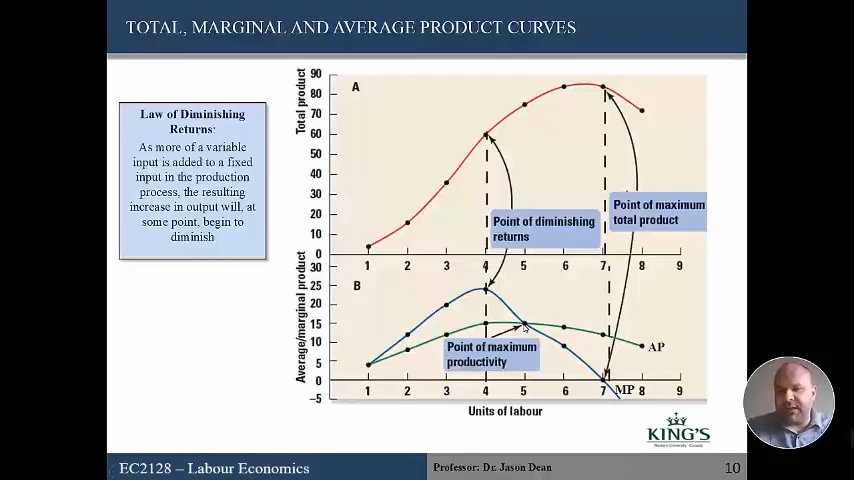 TOTAL, MARGINAL AND AVERAGE PRODUCT CURVES
Law of Diminishing
Returns:
As more of a variable
input is added to a fixed
input in the production
process, the resulting
increase in output will, at
some point, begin to
diminish
Total product
90
80
70
60
50
40
30
20
10
0
A
Point of diminishing
returns
Point of maximum
total product
1 2 3 4 5 6 7 8 9
Average/marginal product
30
25
20
15
10
5
0
–5
B
Point of maximum
productivity
AP
MP
1 2 3 4 5 6 7 8 9
Units of labour
KING'S
Western University · Canada
EC2128 – Labour Economics
Professor: Dr. Jason Dean
10